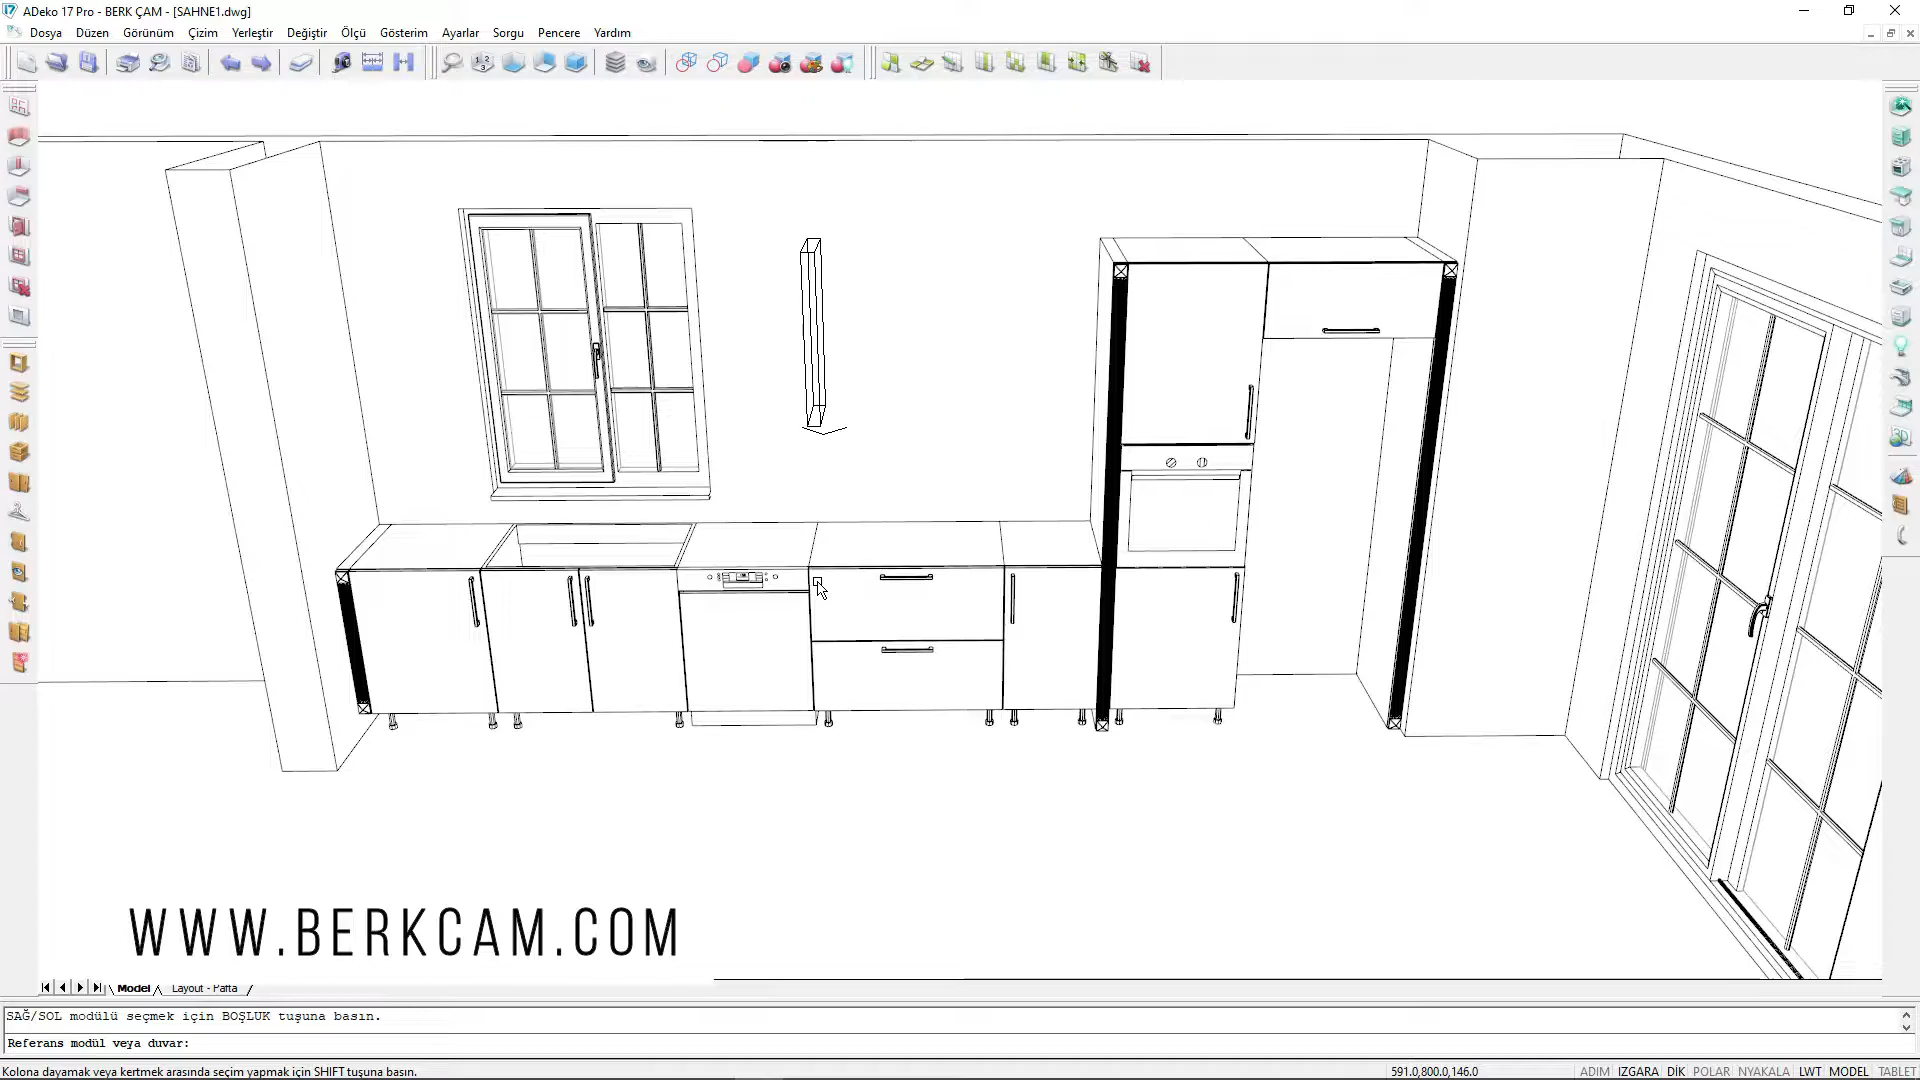 ADeko 17 Pro - BERK ÇAM - [SAHNE1.dwg]
Dosya Düzen Görünüm Çizim Yerleştir Değiştir Ölçü Gösterim Ayarlar Sorgu Pencere Yardım
WWW.BERKCAM.COM
Model Layout - Pafta
SAĞ/SOL modülü seçmek için BOŞLUK tuşuna basın.
Referans modül veya duvar:
Kolona dayamak veya kertmek arasında seçim yapmak için SHIFT tuşuna basın. 591.0,800.0,146.0 ADIM IZGARA DİK POLAR NYAKALA LWT MODEL TABLET